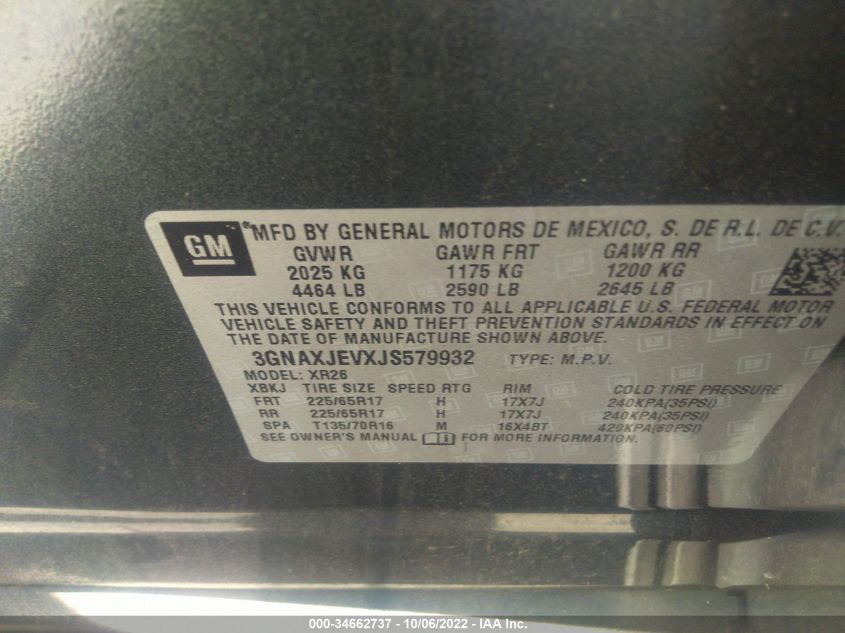 GM
®MFD BY GENERAL MOTORS DE MEXICO, S. DE R.L. DE C.V.
GVWR GAWR FRT GAWR RR
2025 KG 1175 KG 1200 KG
4464 LB 2590 LB 2645 LB
THIS VEHICLE CONFORMS TO ALL APPLICABLE U.S. FEDERAL MOTOR
VEHICLE SAFETY AND THEFT PREVENTION STANDARDS IN EFFECT ON
THE DATE OF MANUFACTURE SHOWN ABOVE.
3GNAXJEVXJS579932 TYPE: M.P.V.
MODEL: XR26
XBKJ TIRE SIZE SPEED RTG RIM COLD TIRE PRESSURE
FRT 225/65R17 H 17X7J 240KPA(35PSI)
RR 225/65R17 H 17X7J 240KPA(35PSI)
SPA T135/70R16 M 16X4BT 420KPA(60PSI)
SEE OWNER'S MANUAL FOR MORE INFORMATION.
000-34662737 - 10/06/2022 - IAA Inc.